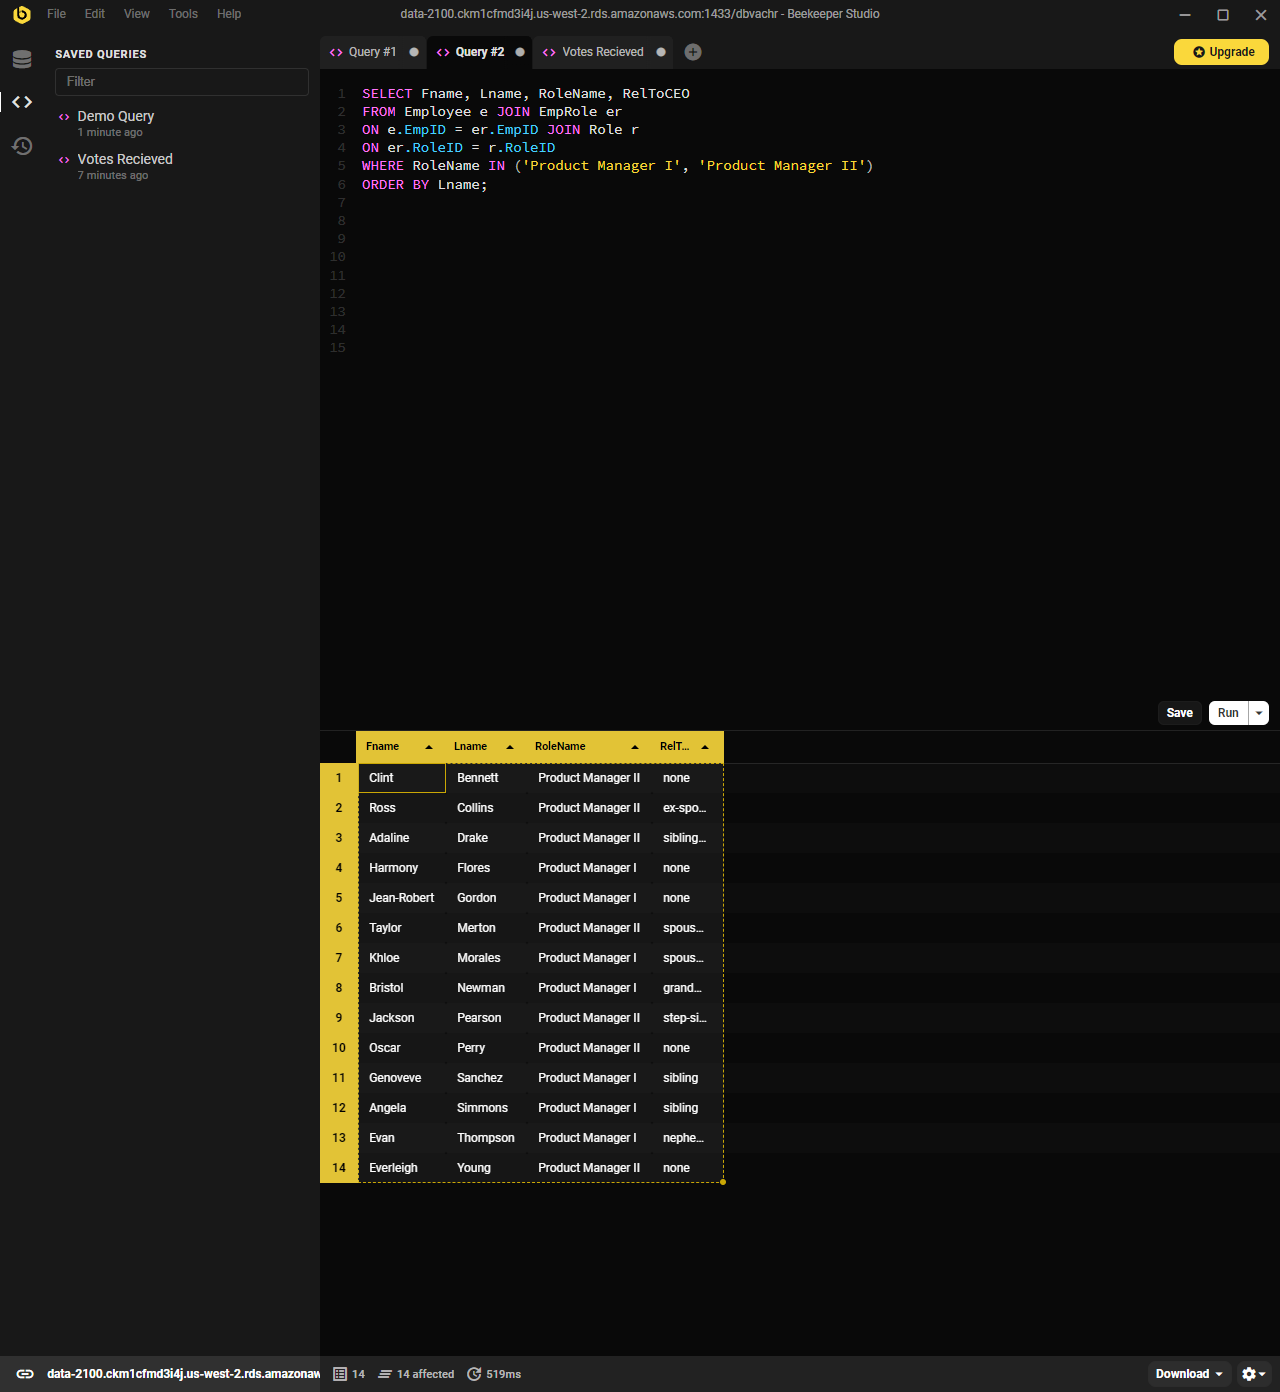 File Edit View Tools Help
data-2100.ckm1cfmd3i4j.us-west-2.rds.amazonaws.com:1433/dbvachr - Beekeeper Studio
SAVED QUERIES
Filter
Demo Query
1 minute ago
Votes Recieved
7 minutes ago
Query #1 Query #2 Votes Recieved
Upgrade
1 SELECT Fname, Lname, RoleName, RelToCEO
2 FROM Employee e JOIN EmpRole er
3 ON e.EmpID = er.EmpID JOIN Role r
4 ON er.RoleID = r.RoleID
5 WHERE RoleName IN ('Product Manager I', 'Product Manager II')
6 ORDER BY Lname;
7
8
9
10
11
12
13
14
15
Save Run
Fname Lname RoleName RelT...
1 Clint Bennett Product Manager II none
2 Ross Collins Product Manager II ex-spo...
3 Adaline Drake Product Manager II sibling...
4 Harmony Flores Product Manager I none
5 Jean-Robert Gordon Product Manager I none
6 Taylor Merton Product Manager II spous...
7 Khloe Morales Product Manager I spous...
8 Bristol Newman Product Manager I grand...
9 Jackson Pearson Product Manager II step-si...
10 Oscar Perry Product Manager II none
11 Genoveve Sanchez Product Manager I sibling
12 Angela Simmons Product Manager I sibling
13 Evan Thompson Product Manager I nephe...
14 Everleigh Young Product Manager II none
data-2100.ckm1cfmd3i4j.us-west-2.rds.amazonaw
14 14 affected 519ms
Download